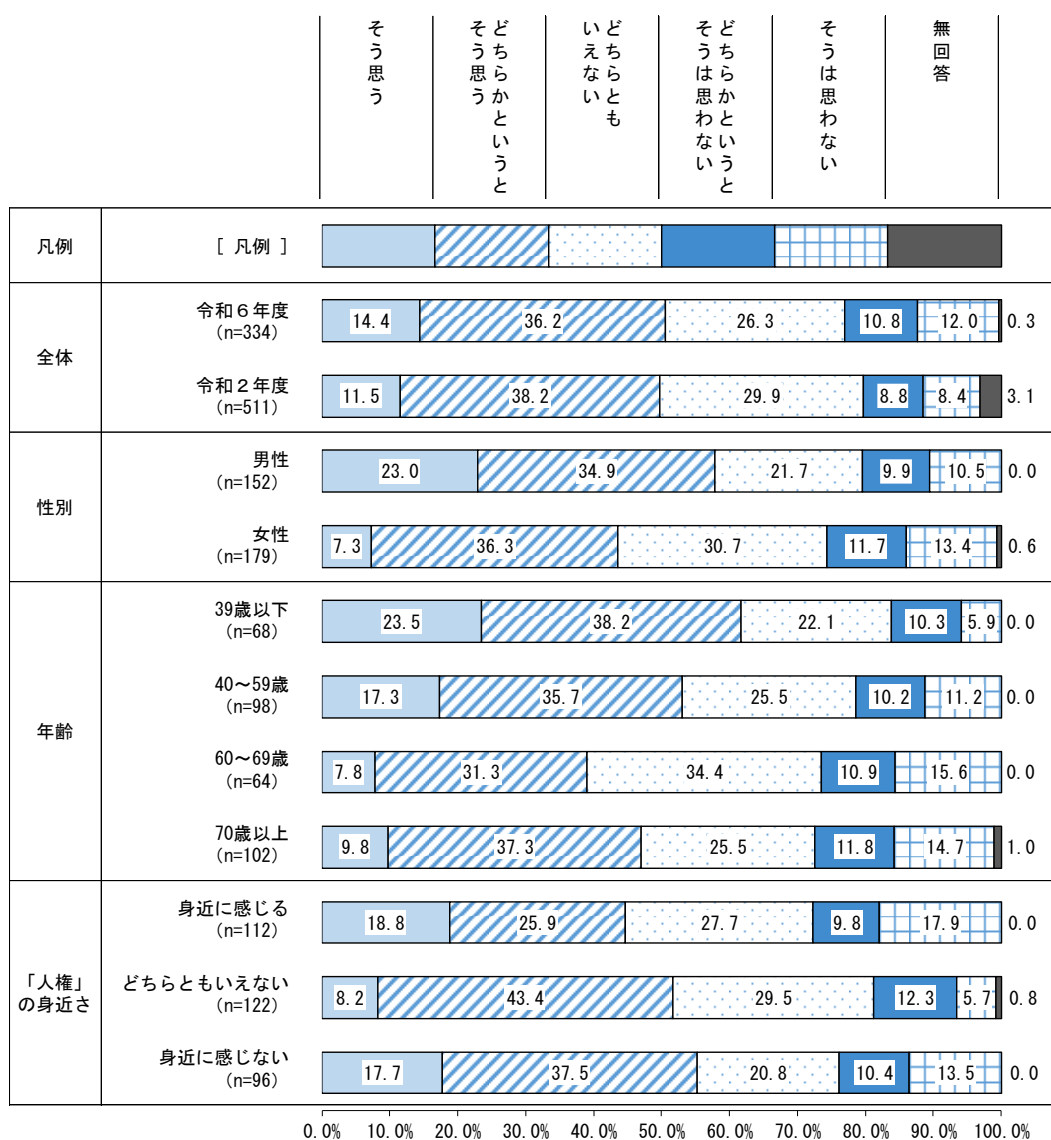 そう思う
どちらかというと
そう思う
どちらとも
いえない
どちらかというと
そうは思わない
そうは思わない
無回答
凡例
[ 凡例 ]
全体
令和６年度
(n=334)
14.4 36.2 26.3 10.8 12.0 0.3
令和２年度
(n=511)
11.5 38.2 29.9 8.8 8.4 3.1
性別
男性
(n=152)
23.0 34.9 21.7 9.9 10.5 0.0
女性
(n=179)
7.3 36.3 30.7 11.7 13.4 0.6
年齢
39歳以下
(n=68)
23.5 38.2 22.1 10.3 5.9 0.0
40～59歳
(n=98)
17.3 35.7 25.5 10.2 11.2 0.0
60～69歳
(n=64)
7.8 31.3 34.4 10.9 15.6 0.0
70歳以上
(n=102)
9.8 37.3 25.5 11.8 14.7 1.0
「人権」
の身近さ
身近に感じる
(n=112)
18.8 25.9 27.7 9.8 17.9 0.0
どちらともいえない
(n=122)
8.2 43.4 29.5 12.3 5.7 0.8
身近に感じない
(n=96)
17.7 37.5 20.8 10.4 13.5 0.0
0.0% 10.0% 20.0% 30.0% 40.0% 50.0% 60.0% 70.0% 80.0% 90.0% 100.0%